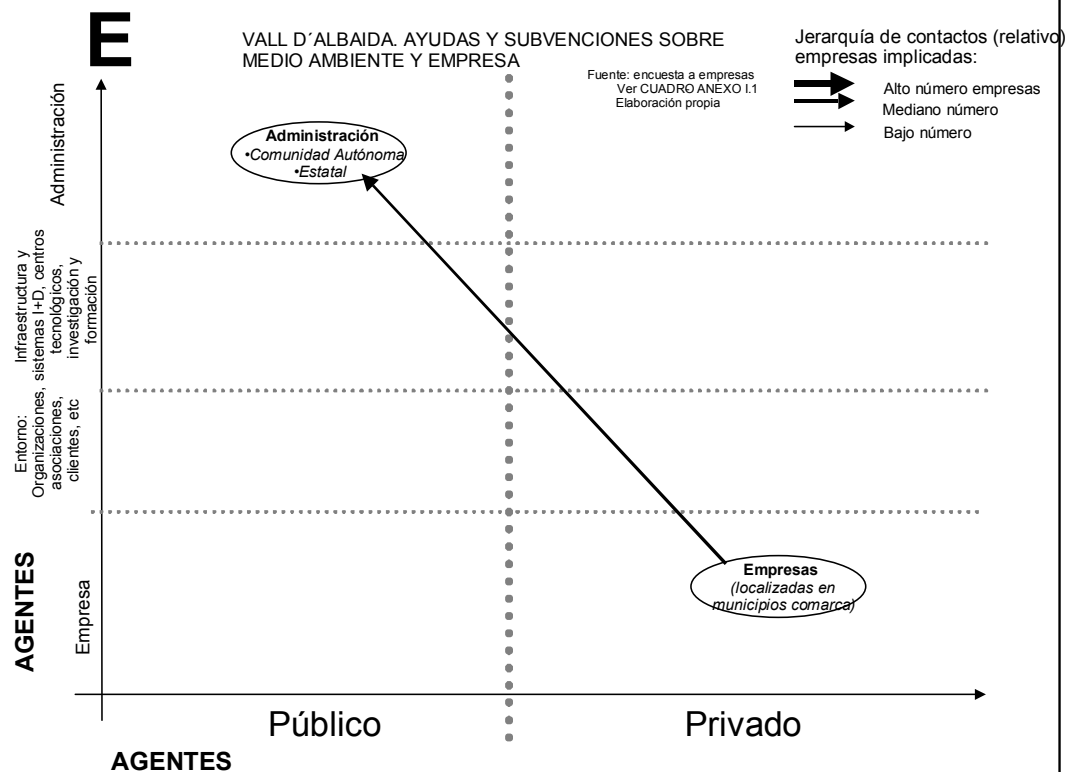 E
VALL D´ALBAIDA. AYUDAS Y SUBVENCIONES SOBRE
MEDIO AMBIENTE Y EMPRESA
Fuente: encuesta a empresas
Ver CUADRO ANEXO I.1
Elaboración propia
Jerarquía de contactos (relativo)
empresas implicadas:
Alto número empresas
Mediano número
Bajo número
Administración
•Comunidad Autónoma
•Estatal
Administración
Infraestructura y
sistemas I+D, centros
tecnológicos,
investigación y
formación
Entorno:
Organizaciones,
asociaciones,
clientes, etc
Empresa
AGENTES
Empresas
(localizadas en
municipios comarca)
Público
Privado
AGENTES